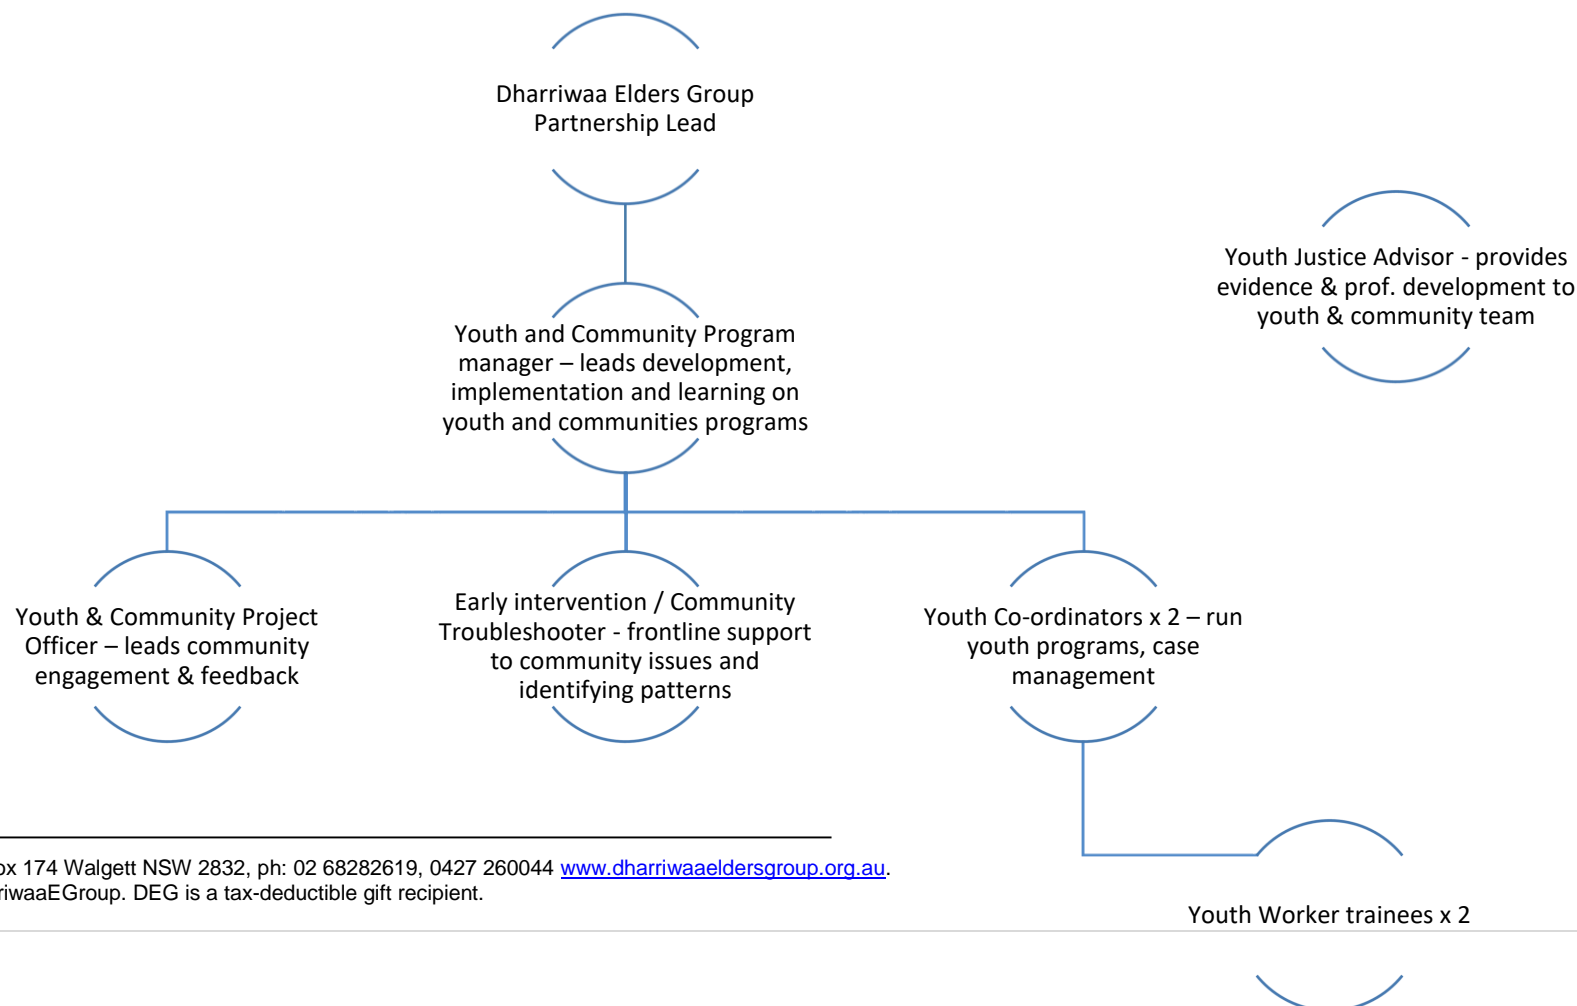 Dharriwaa Elders Group
Partnership Lead
Youth Justice Advisor - provides
evidence & prof. development to
youth & community team
Youth and Community Program
manager – leads development,
implementation and learning on
youth and communities programs
Youth & Community Project
Officer – leads community
engagement & feedback
Early intervention / Community
Troubleshooter - frontline support
to community issues and
identifying patterns
Youth Co-ordinators x 2 – run
youth programs, case
management
ox 174 Walgett NSW 2832, ph: 02 68282619, 0427 260044 www.dharriwaaeldersgroup.org.au.
riwaaEGroup. DEG is a tax-deductible gift recipient.
Youth Worker trainees x 2